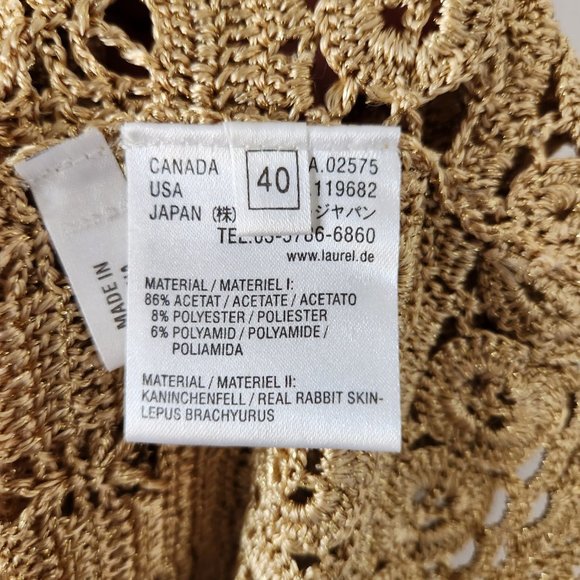 CANADA A.02575
40
USA 119682
JAPAN (株) ジャパン
TEL:03-5766-6860
www.laurel.de
MATERIAL / MATERIEL I:
86% ACETAT / ACETATE / ACETATO
8% POLYESTER / POLIESTER
6% POLYAMID / POLYAMIDE /
POLIAMIDA
MATERIAL / MATERIEL II:
KANINCHENFELL / REAL RABBIT SKIN-
LEPUS BRACHYURUS
MADE IN